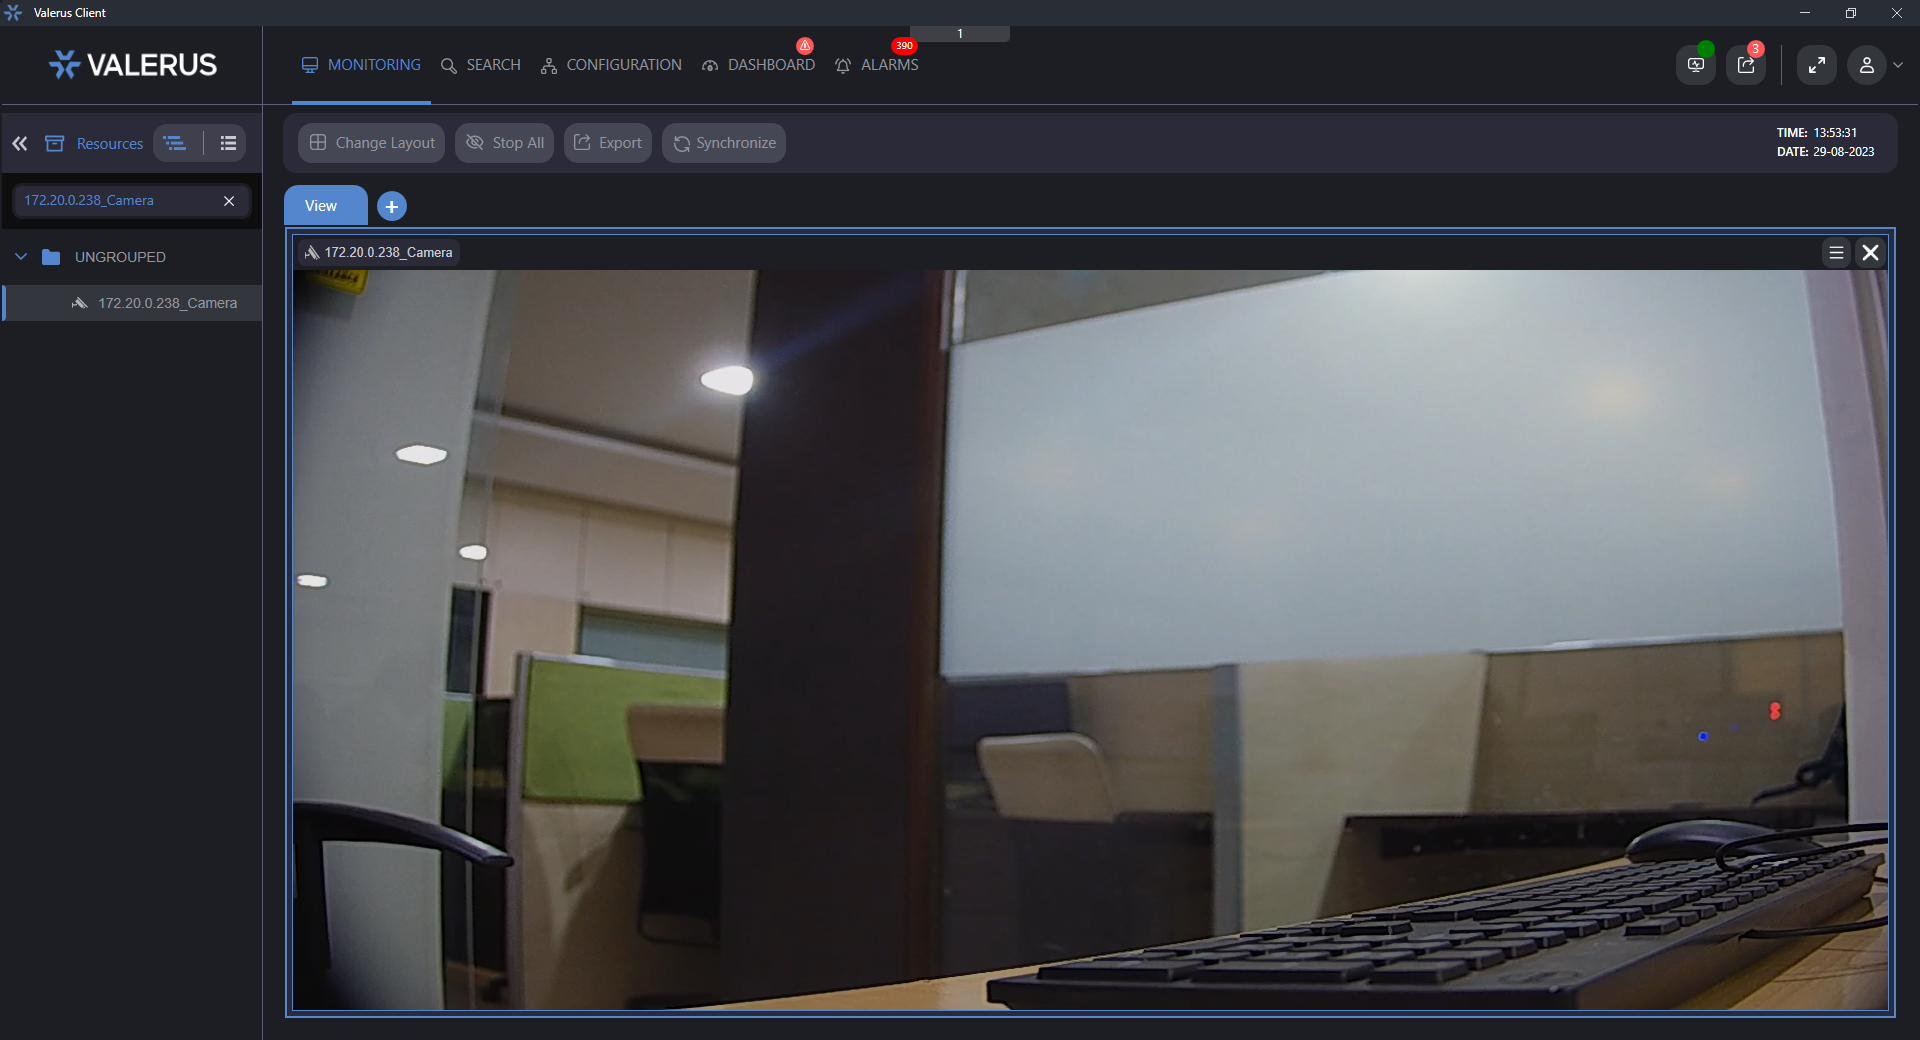 Valerus Client
1
VALERUS
MONITORING
SEARCH
CONFIGURATION
DASHBOARD
390
ALARMS
3
Resources
Change Layout
Stop All
Export
Synchronize
TIME: 13:53:31
DATE: 29-08-2023
172.20.0.238_Camera
View
UNGROUPED
172.20.0.238_Camera
172.20.0.238_Camera